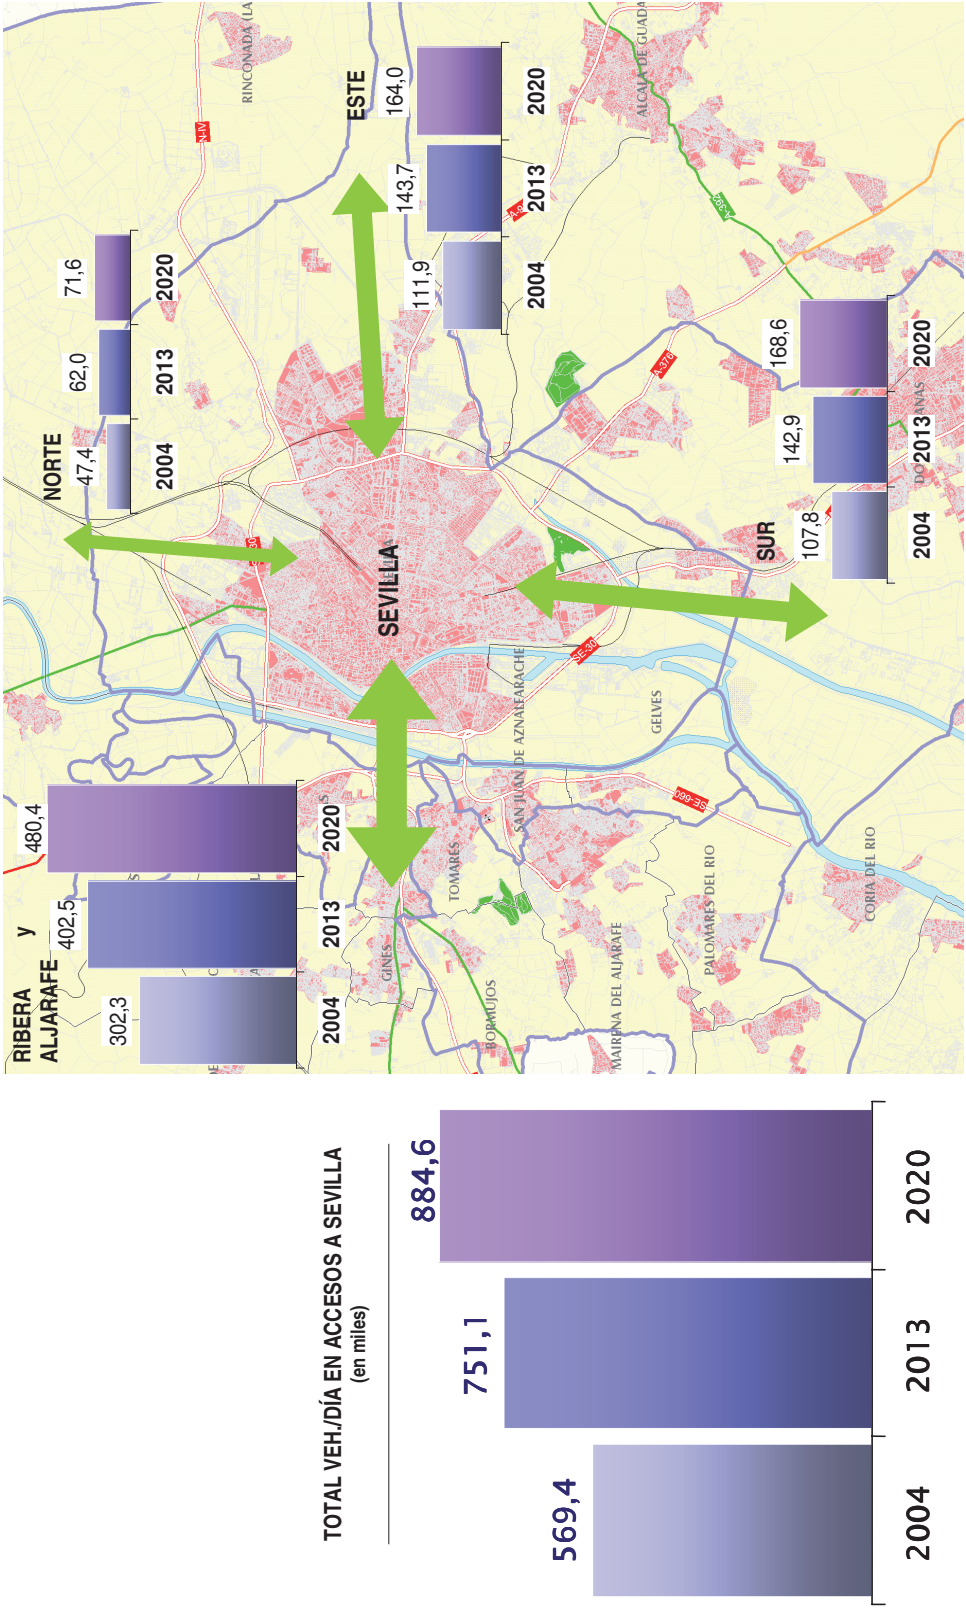 TOTAL VEH./DÍA EN ACCESOS A SEVILLA
(en miles)
569,4
751,1
884,6
2004
2013
2020
RIBERA y
ALJARAFE
302,3
402,5
480,4
2004
2013
2020
NORTE
47,4
62,0
71,6
2004
2013
2020
ESTE
111,9
143,7
164,0
2004
2013
2020
SUR
107,8
142,9
168,6
2004
2013
2020
SEVILLA
RINCONADA (LA
N-IV
ALCALA DE GUADA
A-392
A-376
SE-30
SE-660
SAN JUAN DE AZNALFARACHE
GELVES
TOMARES
GINES
BORMUJOS
MAIRENA DEL ALJARAFE
PALOMARES DEL RIO
CORIA DEL RIO